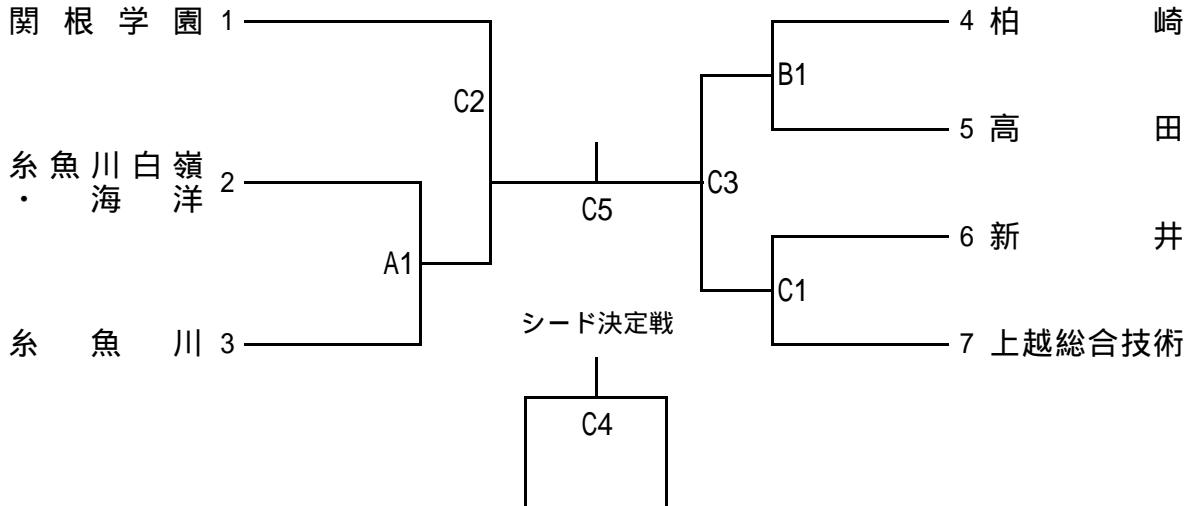 関根学園 1
C2
糸魚川白嶺
・海洋 2
A1
糸魚川 3
C5
4 柏崎
B1
5 高田
C3
6 新井
C1
7 上越総合技術
シード決定戦
C4